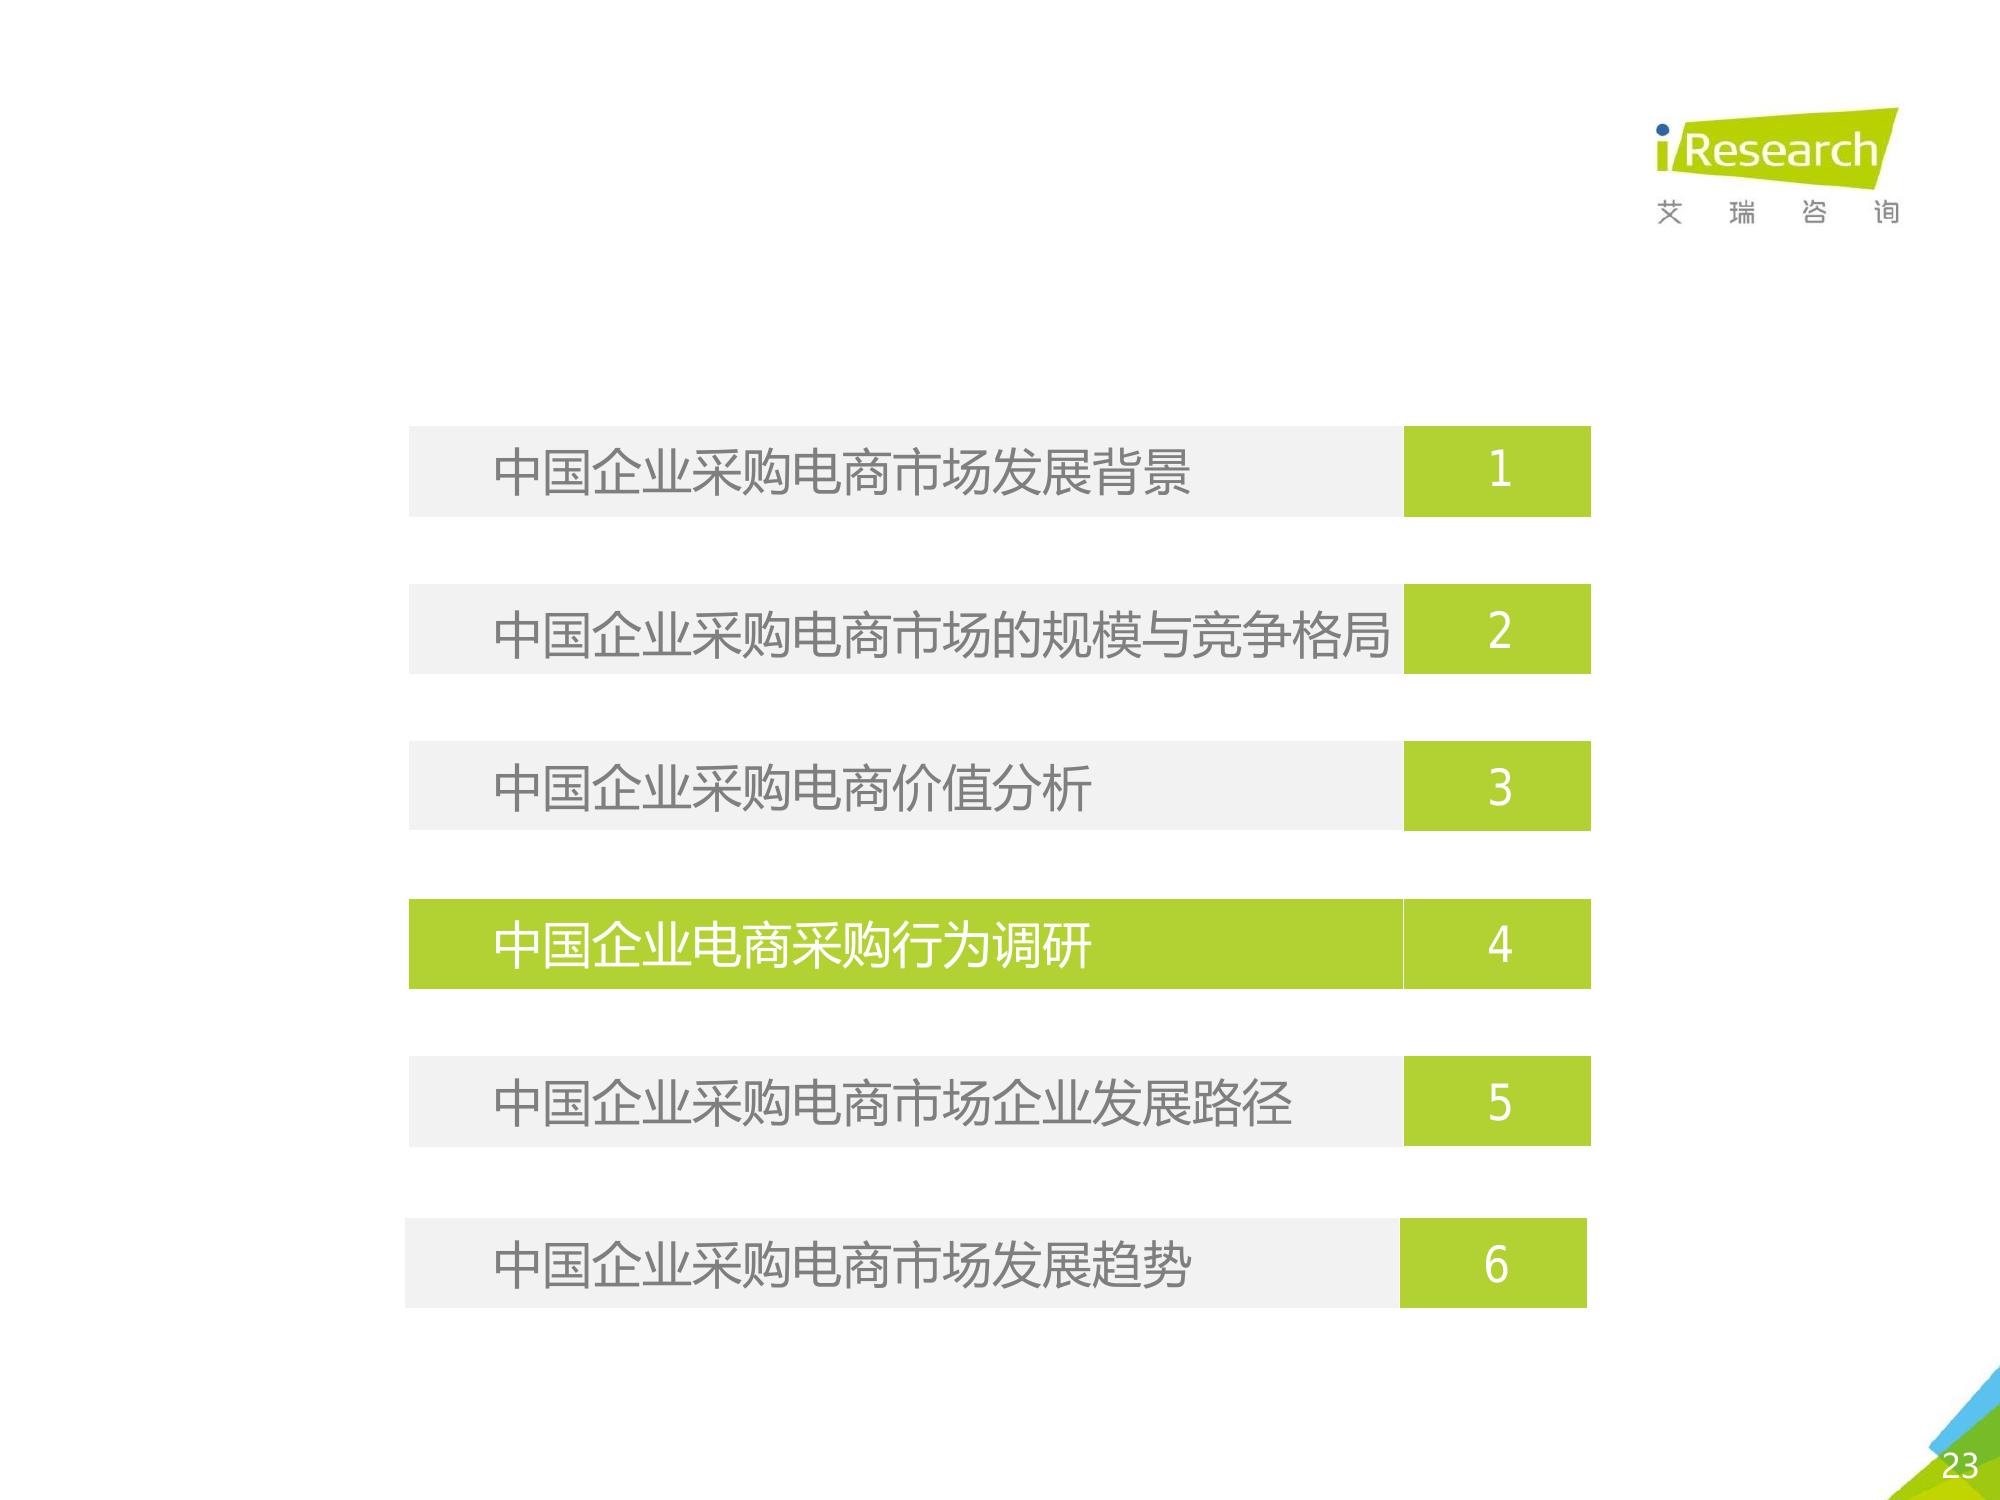 iResearch
艾瑞咨询
中国企业采购电商市场发展背景 1
中国企业采购电商市场的规模与竞争格局 2
中国企业采购电商价值分析 3
中国企业电商采购行为调研 4
中国企业采购电商市场企业发展路径 5
中国企业采购电商市场发展趋势 6
23